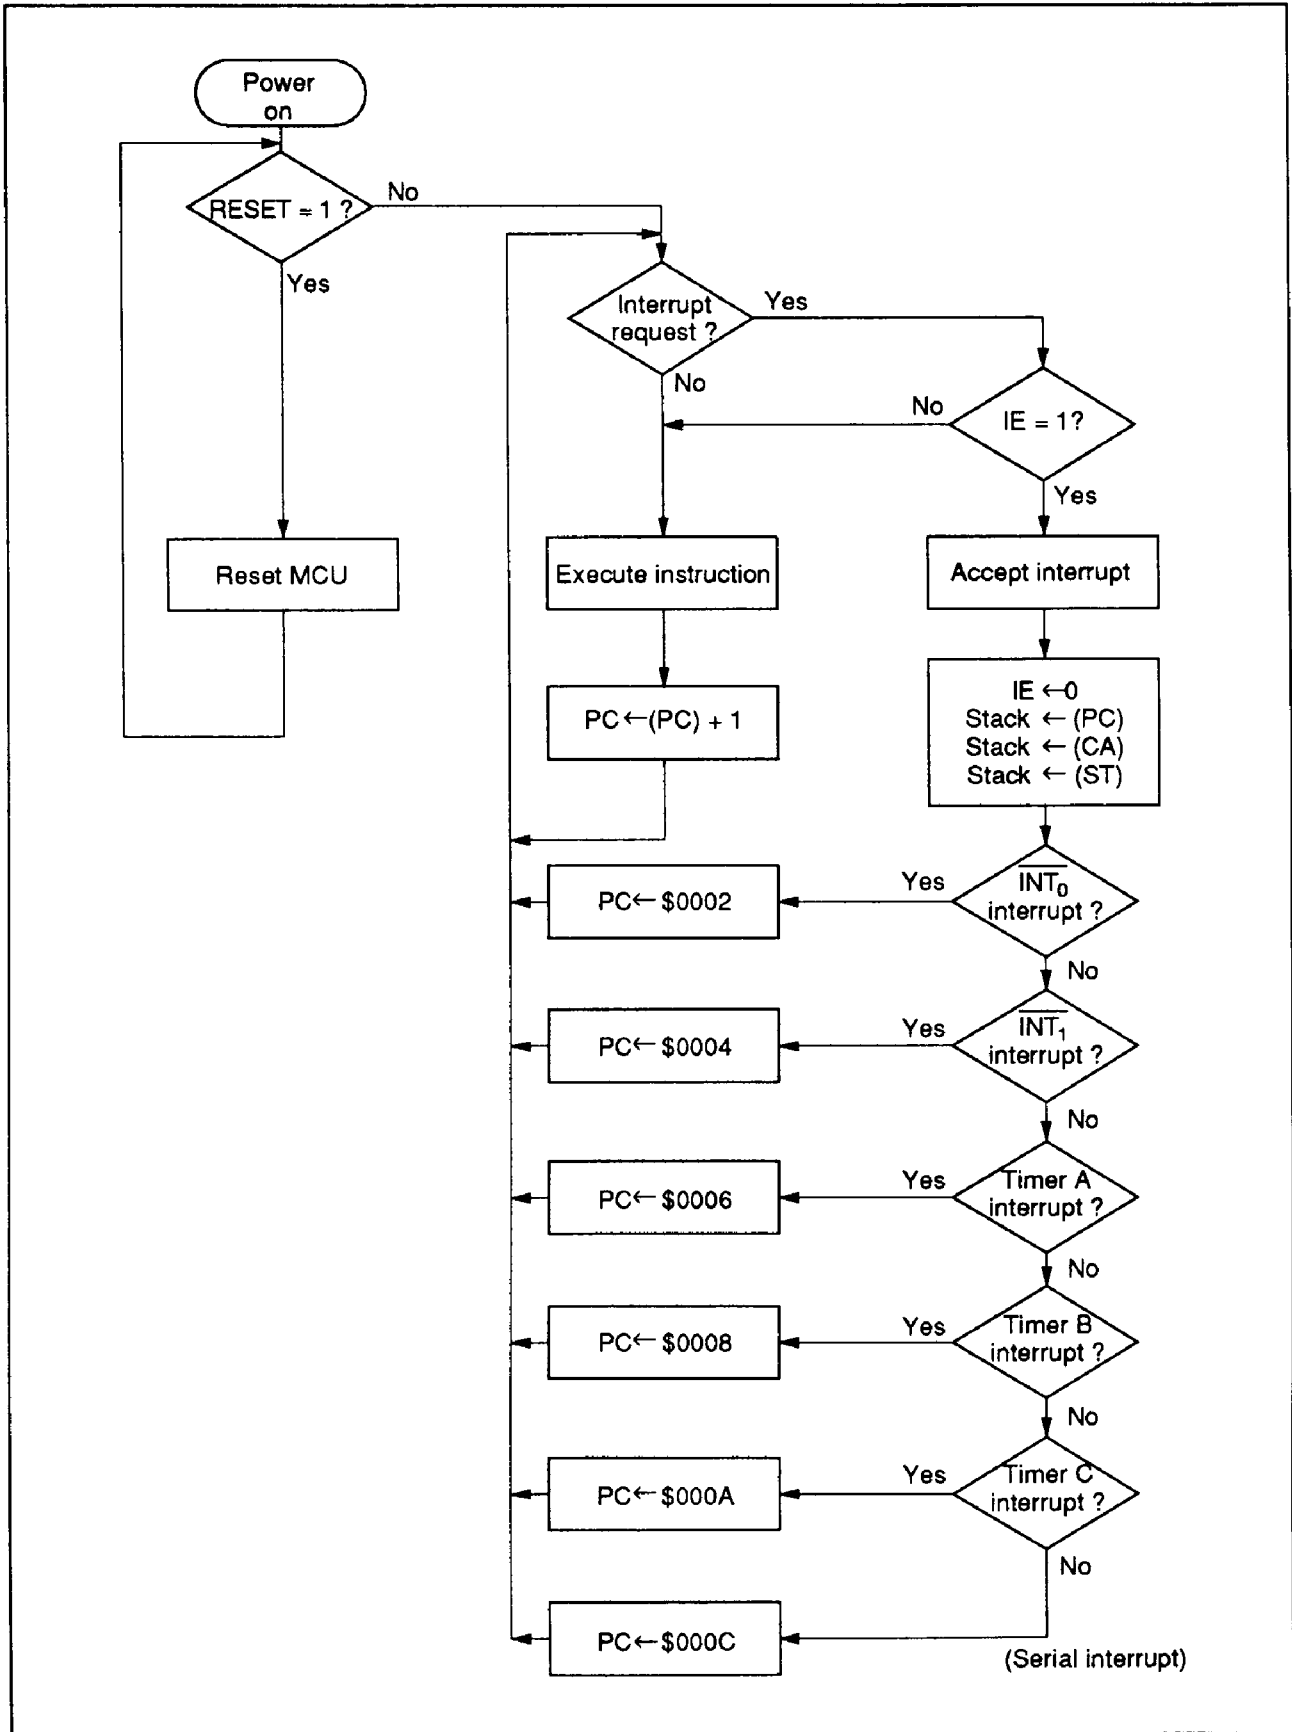 Power
on
RESET = 1 ?
No
Yes
Interrupt
request ?
Yes
No
IE = 1?
No
Yes
Reset MCU
Execute instruction
Accept interrupt
PC ← (PC) + 1
IE ← 0
Stack ← (PC)
Stack ← (CA)
Stack ← (ST)
INT₀
interrupt ?
Yes
PC ← $0002
No
INT₁
interrupt ?
Yes
PC ← $0004
No
Timer A
interrupt ?
Yes
PC ← $0006
No
Timer B
interrupt ?
Yes
PC ← $0008
No
Timer C
interrupt ?
Yes
PC ← $000A
No
PC ← $000C
(Serial interrupt)